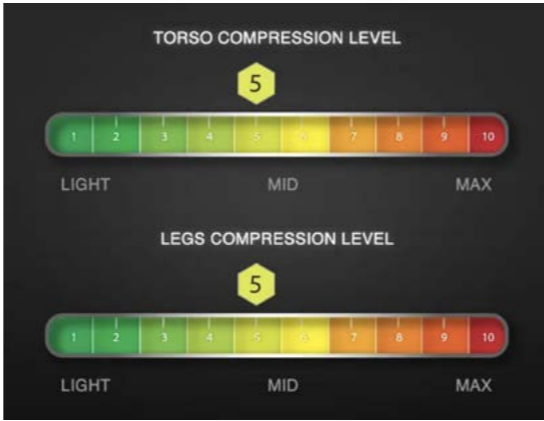 TORSO COMPRESSION LEVEL
5
1 2 3 4 5 6 7 8 9 10
LIGHT MID MAX
LEGS COMPRESSION LEVEL
5
1 2 3 4 5 6 7 8 9 10
LIGHT MID MAX